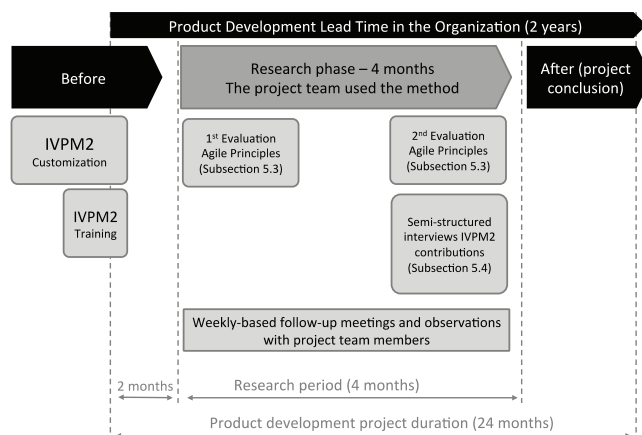 Product Development Lead Time in the Organization (2 years)
Before
Research phase – 4 months
The project team used the method
After (project
conclusion)
IVPM2
Customization
1st Evaluation
Agile Principles
(Subsection 5.3)
2nd Evaluation
Agile Principles
(Subsection 5.3)
IVPM2
Training
Semi-structured
interviews IVPM2
contributions
(Subsection 5.4)
Weekly-based follow-up meetings and observations
with project team members
2 months
Research period (4 months)
Product development project duration (24 months)